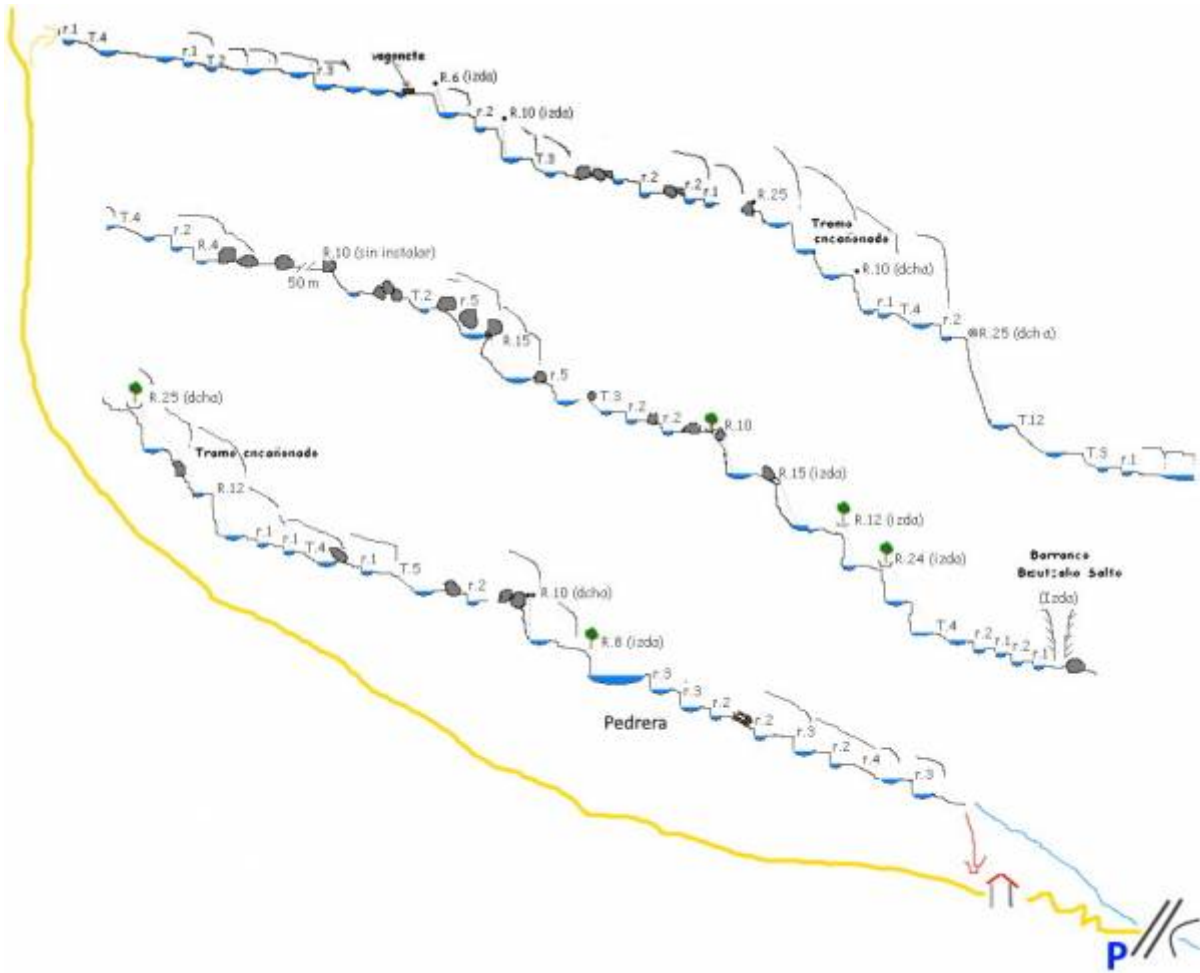 r.1
T.4
r.1
T.2
r.3
vagoneta
R.6 (izda)
r.2
R.10 (izda)
T.3
r.2
r.2
r.1
R.25
Tramo
encañonado
R.10 (dcha)
r.1
T.4
r.2
R.25 (dcha)
T.12
T.3
r.1
T.4
r.2
R.4
50 m
R.10 (sin instalar)
T.2
r.5
R.15
r.5
T.3
r.2
r.2
R.10
R.15 (izda)
R.12 (izda)
R.24 (izda)
T.4
r.2
r.1
r.2
r.1
Barranco
Salto
(Izda)
R.25 (dcha)
Tramo encañonado
R.12
r.1
r.1
T.4
r.1
T.5
r.2
R.10 (dcha)
R.8 (izda)
Pedrera
r.3
r.3
r.2
r.2
r.3
r.2
r.4
r.3
P